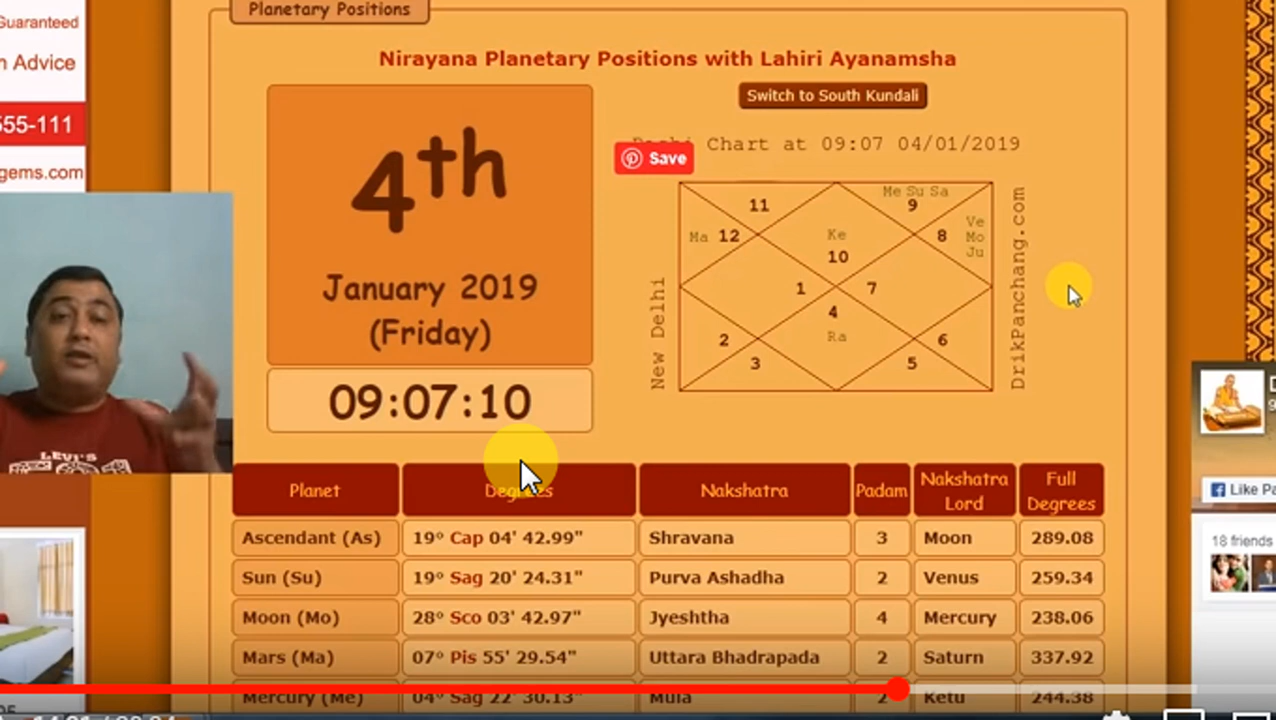 Planetary Positions
Guaranteed
n Advice
555-111
gems.com
Nirayana Planetary Positions with Lahiri Ayanamsha
Switch to South Kundali
4th
January 2019
(Friday)
09:07:10
Chart at 09:07 04/01/2019
Save
11
Me Su Sa
9
Ma 12
8
Ve
Mo
Ju
Ke
10
1
7
4
Ra
2
6
3
5
New Delhi
DrikPanchang.com
LEVI'S
Planet Degrees Nakshatra Padam Nakshatra Lord Full Degrees
Ascendant (As) 19° Cap 04' 42.99" Shravana 3 Moon 289.08
Sun (Su) 19° Sag 20' 24.31" Purva Ashadha 2 Venus 259.34
Moon (Mo) 28° Sco 03' 42.97" Jyeshtha 4 Mercury 238.06
Mars (Ma) 07° Pis 55' 29.54" Uttara Bhadrapada 2 Saturn 337.92
Mercury (Me) 04° Sag 22' 30.13" Mula 2 Ketu 244.38
Like Pa
18 friends